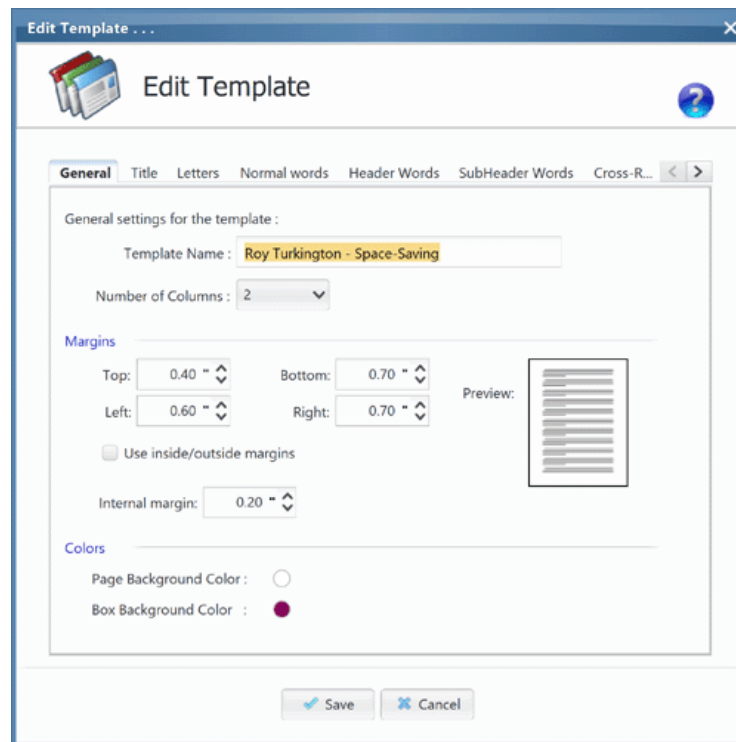 Edit Template . . .
Edit Template
General Title Letters Normal words Header Words SubHeader Words Cross-R...
General settings for the template :
Template Name : Roy Turkington - Space-Saving
Number of Columns : 2
Margins
Top: 0.40 " Bottom: 0.70 "
Preview:
Left: 0.60 " Right: 0.70 "
Use inside/outside margins
Internal margin: 0.20 "
Colors
Page Background Color :
Box Background Color :
Save Cancel